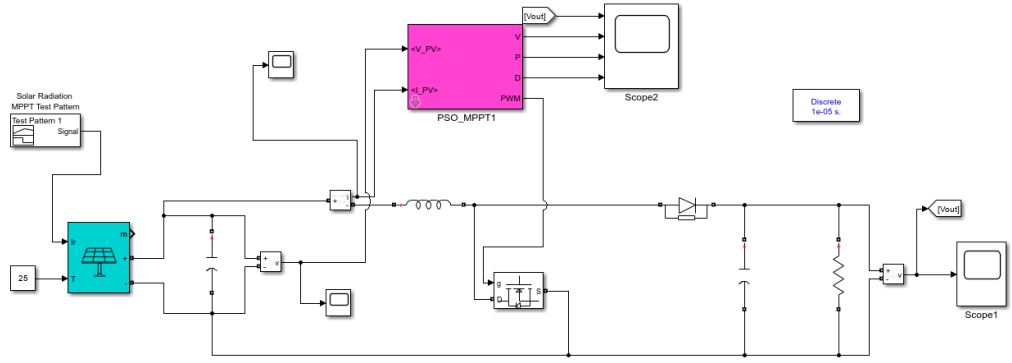 [Vout]
<V_PV>
V
P
<I_PV>
D
PWM
Scope2
PSO_MPPT1
Discrete
1e-05 s.
Solar Radiation
MPPT Test Pattern
Test Pattern 1
Signal
+
i
-
[Vout]
m
Ir
+
+
-
v
25
T
-
g
D
S
+
-
v
Scope1